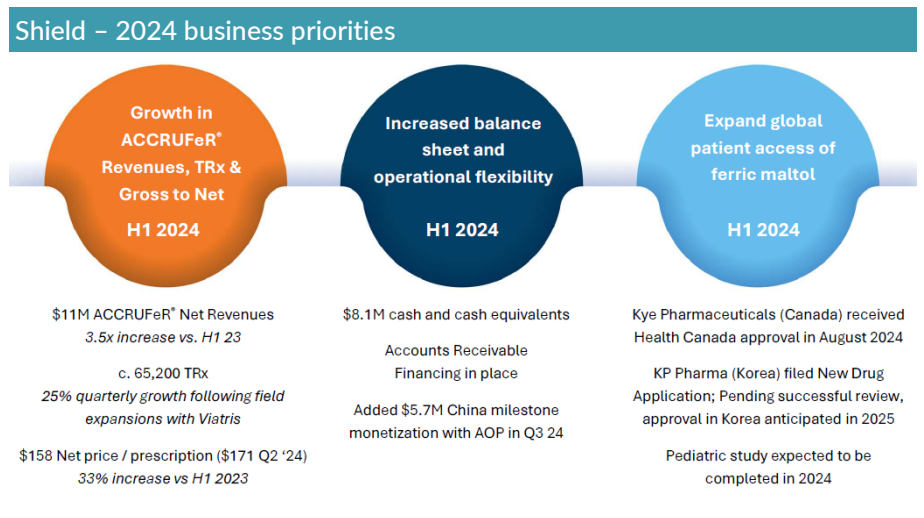 Shield – 2024 business priorities
Growth in
ACCRUFeR®
Revenues, TRx &
Gross to Net
H1 2024
$11M ACCRUFeR® Net Revenues
3.5x increase vs. H1 23
c. 65,200 TRx
25% quarterly growth following field
expansions with Viatris
$158 Net price / prescription ($171 Q2 ‘24)
33% increase vs H1 2023
Increased balance
sheet and
operational flexibility
H1 2024
$8.1M cash and cash equivalents
Accounts Receivable
Financing in place
Added $5.7M China milestone
monetization with AOP in Q3 24
Expand global
patient access of
ferric maltol
H1 2024
Kye Pharmaceuticals (Canada) received
Health Canada approval in August 2024
KP Pharma (Korea) filed New Drug
Application; Pending successful review,
approval in Korea anticipated in 2025
Pediatric study expected to be
completed in 2024